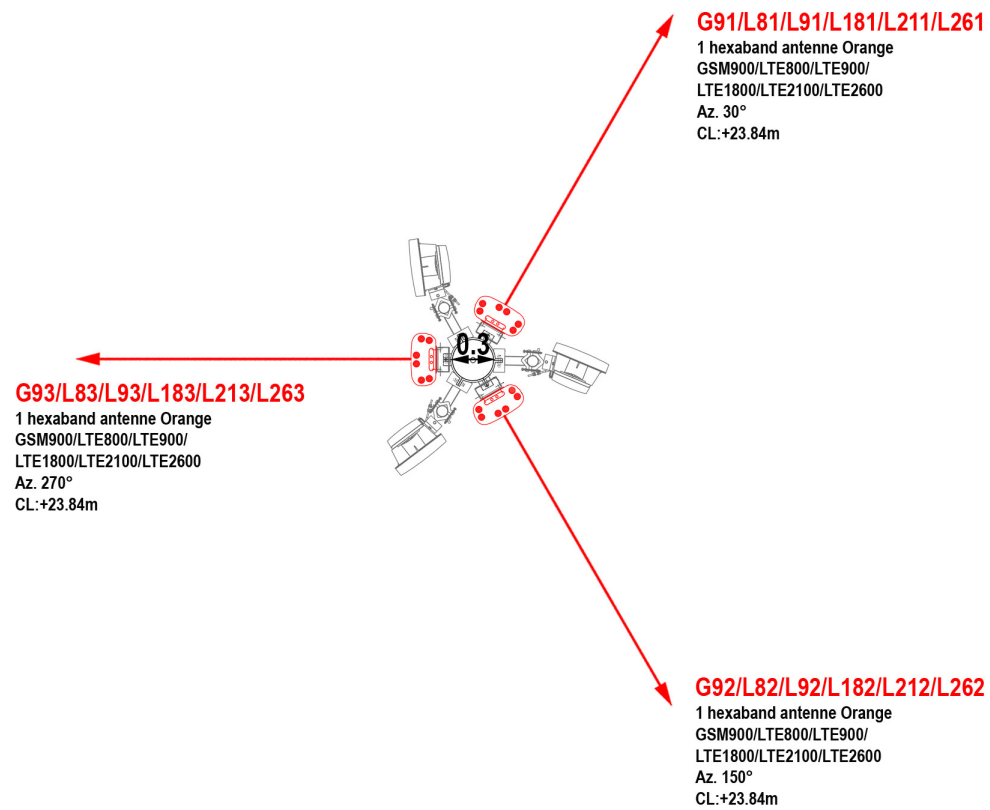 G91/L81/L91/L181/L211/L261
1 hexaband antenne Orange
GSM900/LTE800/LTE900/
LTE1800/LTE2100/LTE2600
Az. 30°
CL:+23.84m
0.3
G93/L83/L93/L183/L213/L263
1 hexaband antenne Orange
GSM900/LTE800/LTE900/
LTE1800/LTE2100/LTE2600
Az. 270°
CL:+23.84m
G92/L82/L92/L182/L212/L262
1 hexaband antenne Orange
GSM900/LTE800/LTE900/
LTE1800/LTE2100/LTE2600
Az. 150°
CL:+23.84m